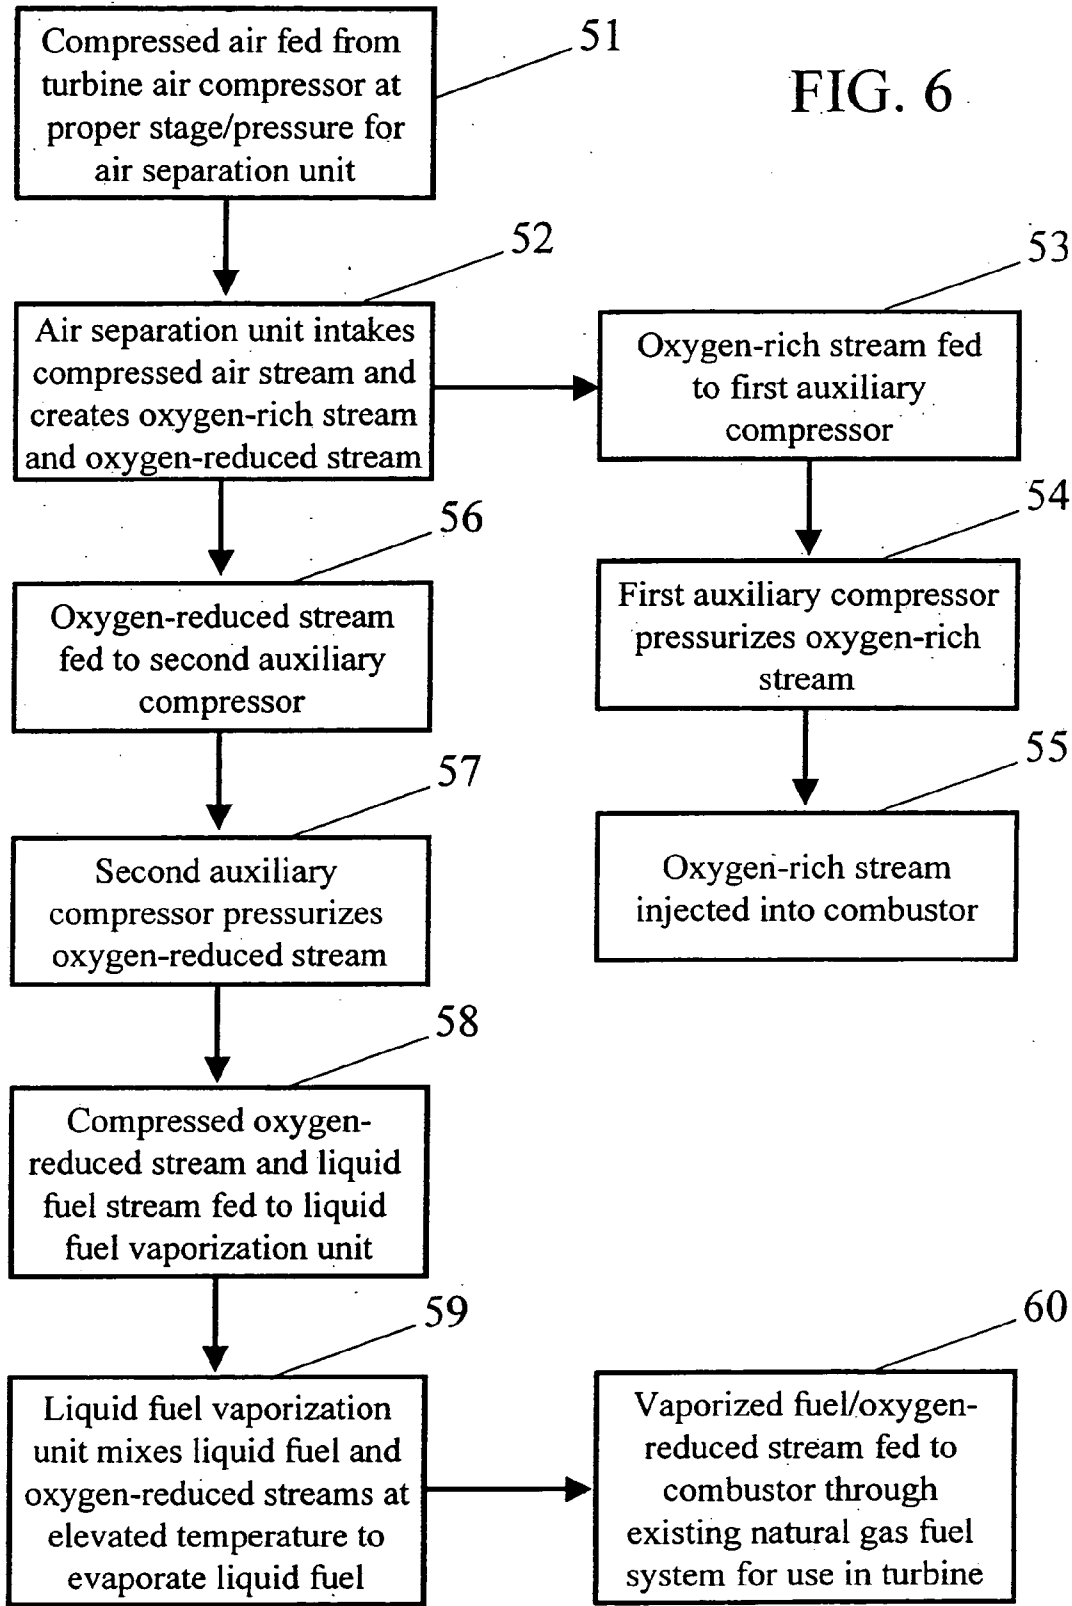 FIG. 6
51
Compressed air fed from
turbine air compressor at
proper stage/pressure for
air separation unit
52
Air separation unit intakes
compressed air stream and
creates oxygen-rich stream
and oxygen-reduced stream
53
Oxygen-rich stream fed
to first auxiliary
compressor
54
First auxiliary compressor
pressurizes oxygen-rich
stream
55
Oxygen-rich stream
injected into combustor
56
Oxygen-reduced stream
fed to second auxiliary
compressor
57
Second auxiliary
compressor pressurizes
oxygen-reduced stream
58
Compressed oxygen-
reduced stream and liquid
fuel stream fed to liquid
fuel vaporization unit
59
Liquid fuel vaporization
unit mixes liquid fuel and
oxygen-reduced streams at
elevated temperature to
evaporate liquid fuel
60
Vaporized fuel/oxygen-
reduced stream fed to
combustor through
existing natural gas fuel
system for use in turbine